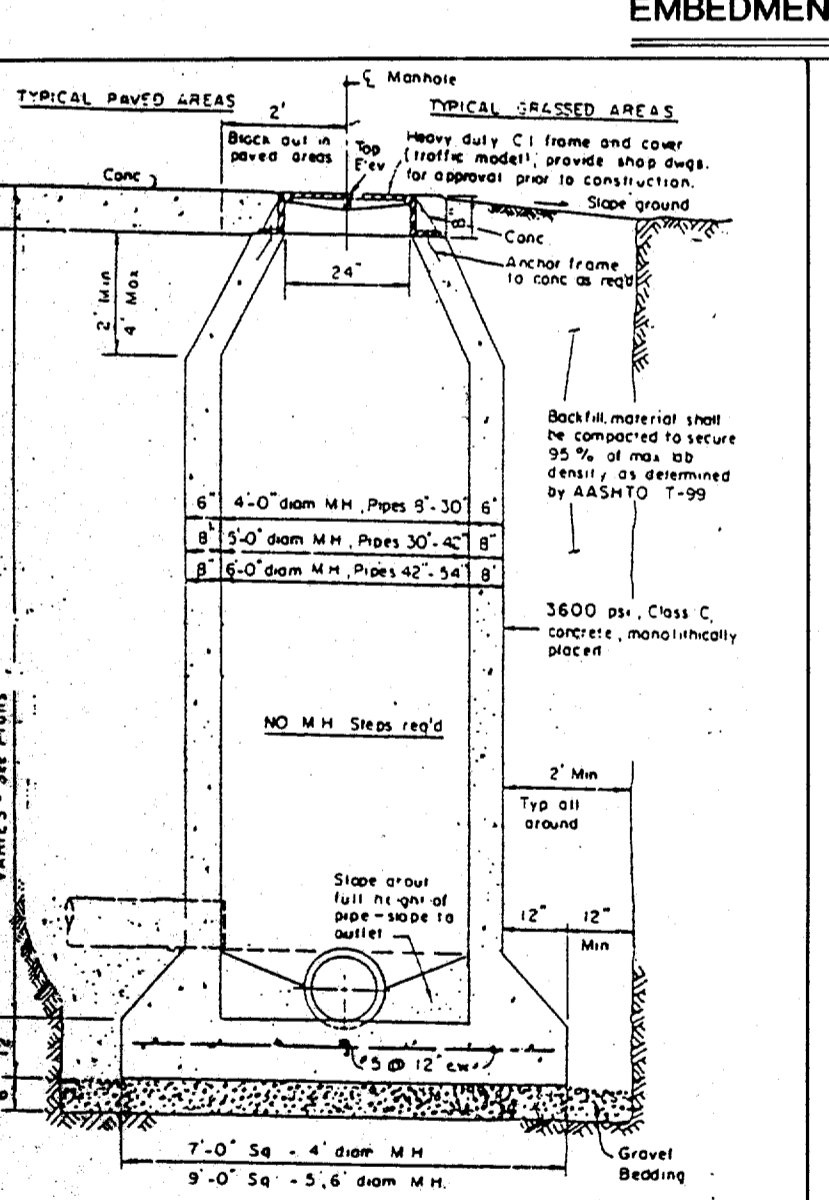 EMBEDMEN
℄ Manhole
TYPICAL PAVED AREAS
TYPICAL GRASSED AREAS
2'
Block out in
paved areas
Top
Elev
Heavy duty C I frame and cover
(traffic model), provide shop dwgs.
for approval prior to construction.
Conc
Slope ground
8"
Conc
Anchor frame
to conc as req'd
24"
2' Min
4' Max
Backfill material shall
be compacted to secure
95 % of max lab
density as determined
by AASHTO T-99
6" 4'-0" diam M H , Pipes 8"-30" 6"
8" 5'-0" diam M H , Pipes 30"-42" 8"
8" 6'-0" diam M H , Pipes 42"-54" 8"
3600 psi , Class C,
concrete , monolithically
placed
NO M H Steps req'd
VARIES - See Plans
2' Min
Typ all
around
Slope grout
full height of
pipe - slope to
outlet
12" 12"
Min
12
6
5 @ 12" ew
7'-0" Sq - 4' diam M H
9'-0" Sq - 5,6' diam M H.
Gravel
Bedding